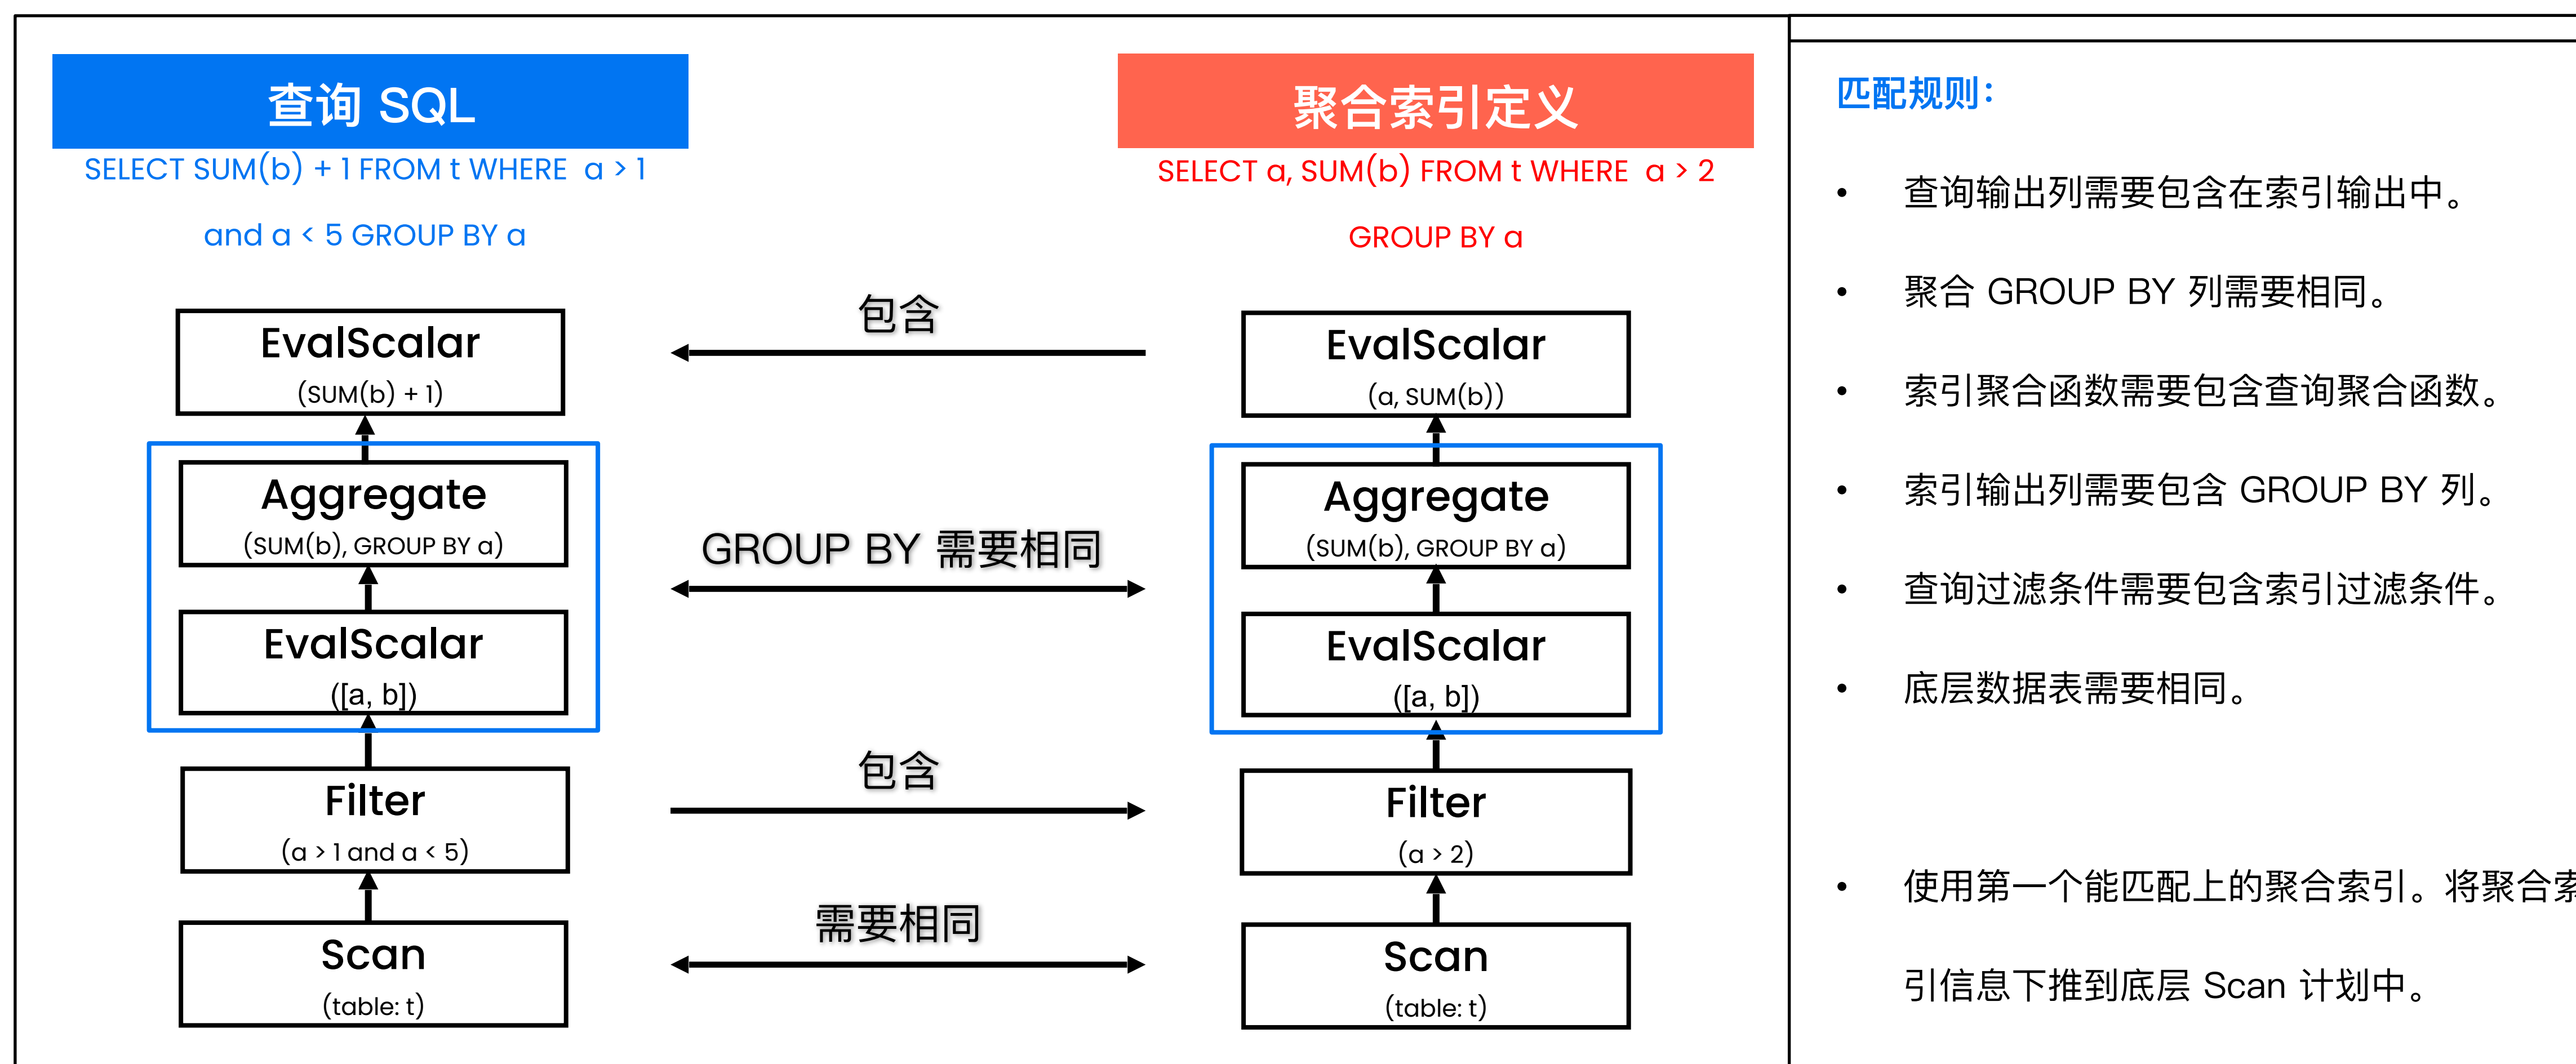 查询 SQL
SELECT SUM(b) + 1 FROM t WHERE  a > 1
and a < 5 GROUP BY a
EvalScalar
(SUM(b) + 1)
Aggregate
(SUM(b), GROUP BY a)
EvalScalar
([a, b])
Filter
(a > 1 and a < 5)
Scan
(table: t)
包含
GROUP BY 需要相同
包含
需要相同
聚合索引定义
SELECT a, SUM(b) FROM t WHERE  a > 2
GROUP BY a
EvalScalar
(a, SUM(b))
Aggregate
(SUM(b), GROUP BY a)
EvalScalar
([a, b])
Filter
(a > 2)
Scan
(table: t)
匹配规则：
• 查询输出列需要包含在索引输出中。
• 聚合 GROUP BY 列需要相同。
• 索引聚合函数需要包含查询聚合函数。
• 索引输出列需要包含 GROUP BY 列。
• 查询过滤条件需要包含索引过滤条件。
• 底层数据表需要相同。
• 使用第一个能匹配上的聚合索引。将聚合索
引信息下推到底层 Scan 计划中。